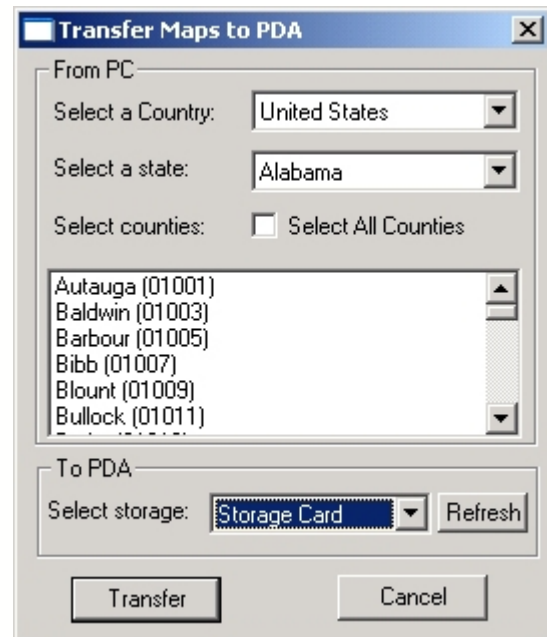 Transfer Maps to PDA
From PC
Select a Country: United States
Select a state: Alabama
Select counties: Select All Counties
Autauga (01001)
Baldwin (01003)
Barbour (01005)
Bibb (01007)
Blount (01009)
Bullock (01011)
To PDA
Select storage: Storage Card Refresh
Transfer Cancel